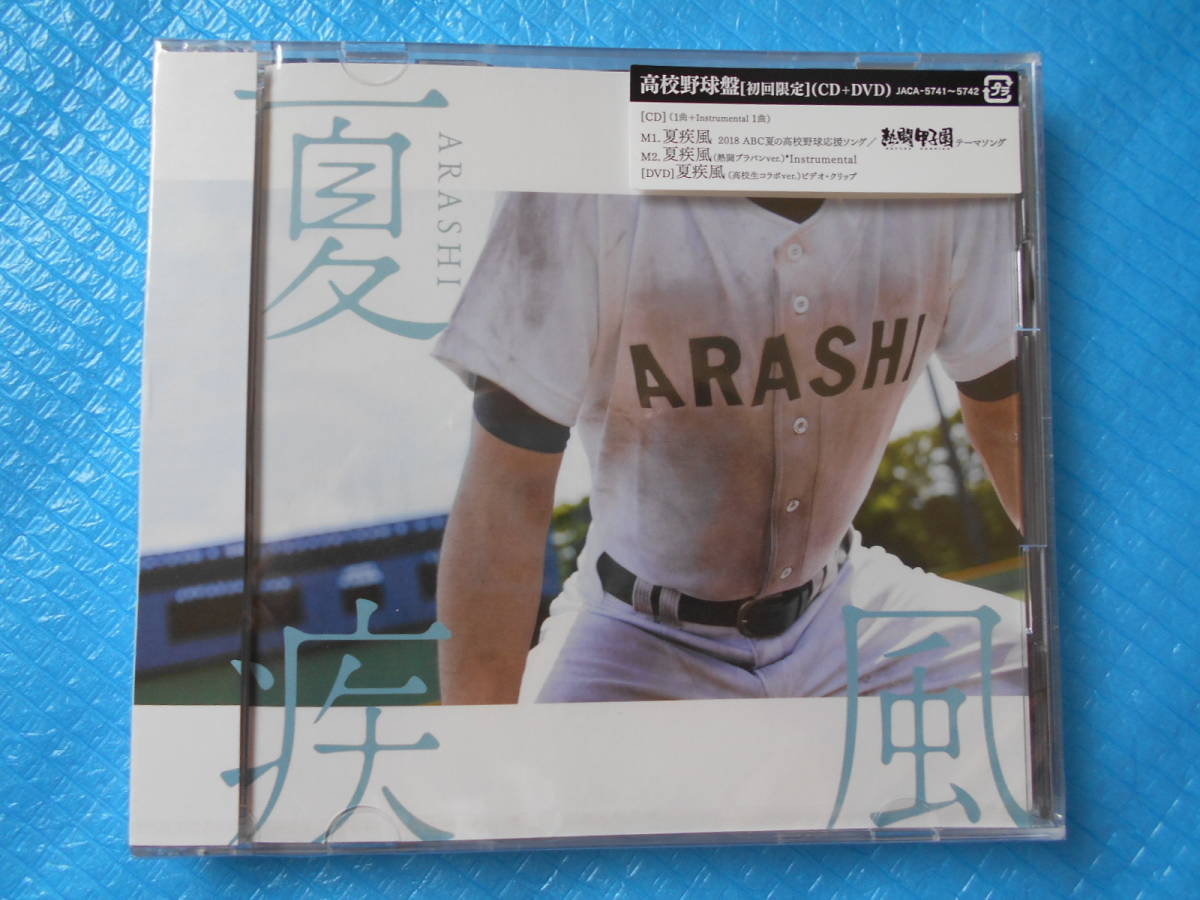 高校野球盤[初回限定](CD+DVD) JACA-5741~5742 プラ
[CD](1曲+Instrumental 1曲)
M1. 夏疾風 2018 ABC夏の高校野球応援ソング/熱闘甲子園テーマソング
M2. 夏疾風(熱闘ブラバンver.)*Instrumental
[DVD]夏疾風(高校生コラボver.)ビデオ・クリップ
夏疾風
ARASHI
ARASHI